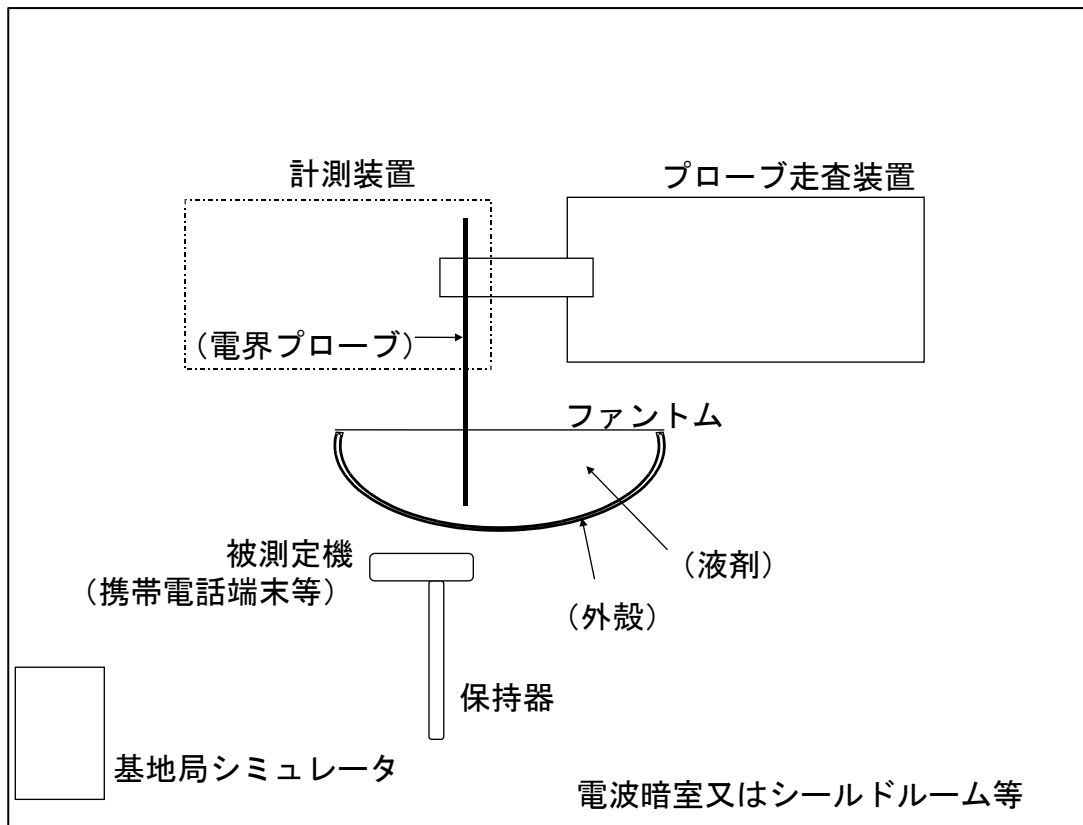 計測装置
プローブ走査装置
（電界プローブ）
ファントム
被測定機
（携帯電話端末等）
（液剤）
（外殻）
保持器
基地局シミュレータ
電波暗室又はシールドルーム等